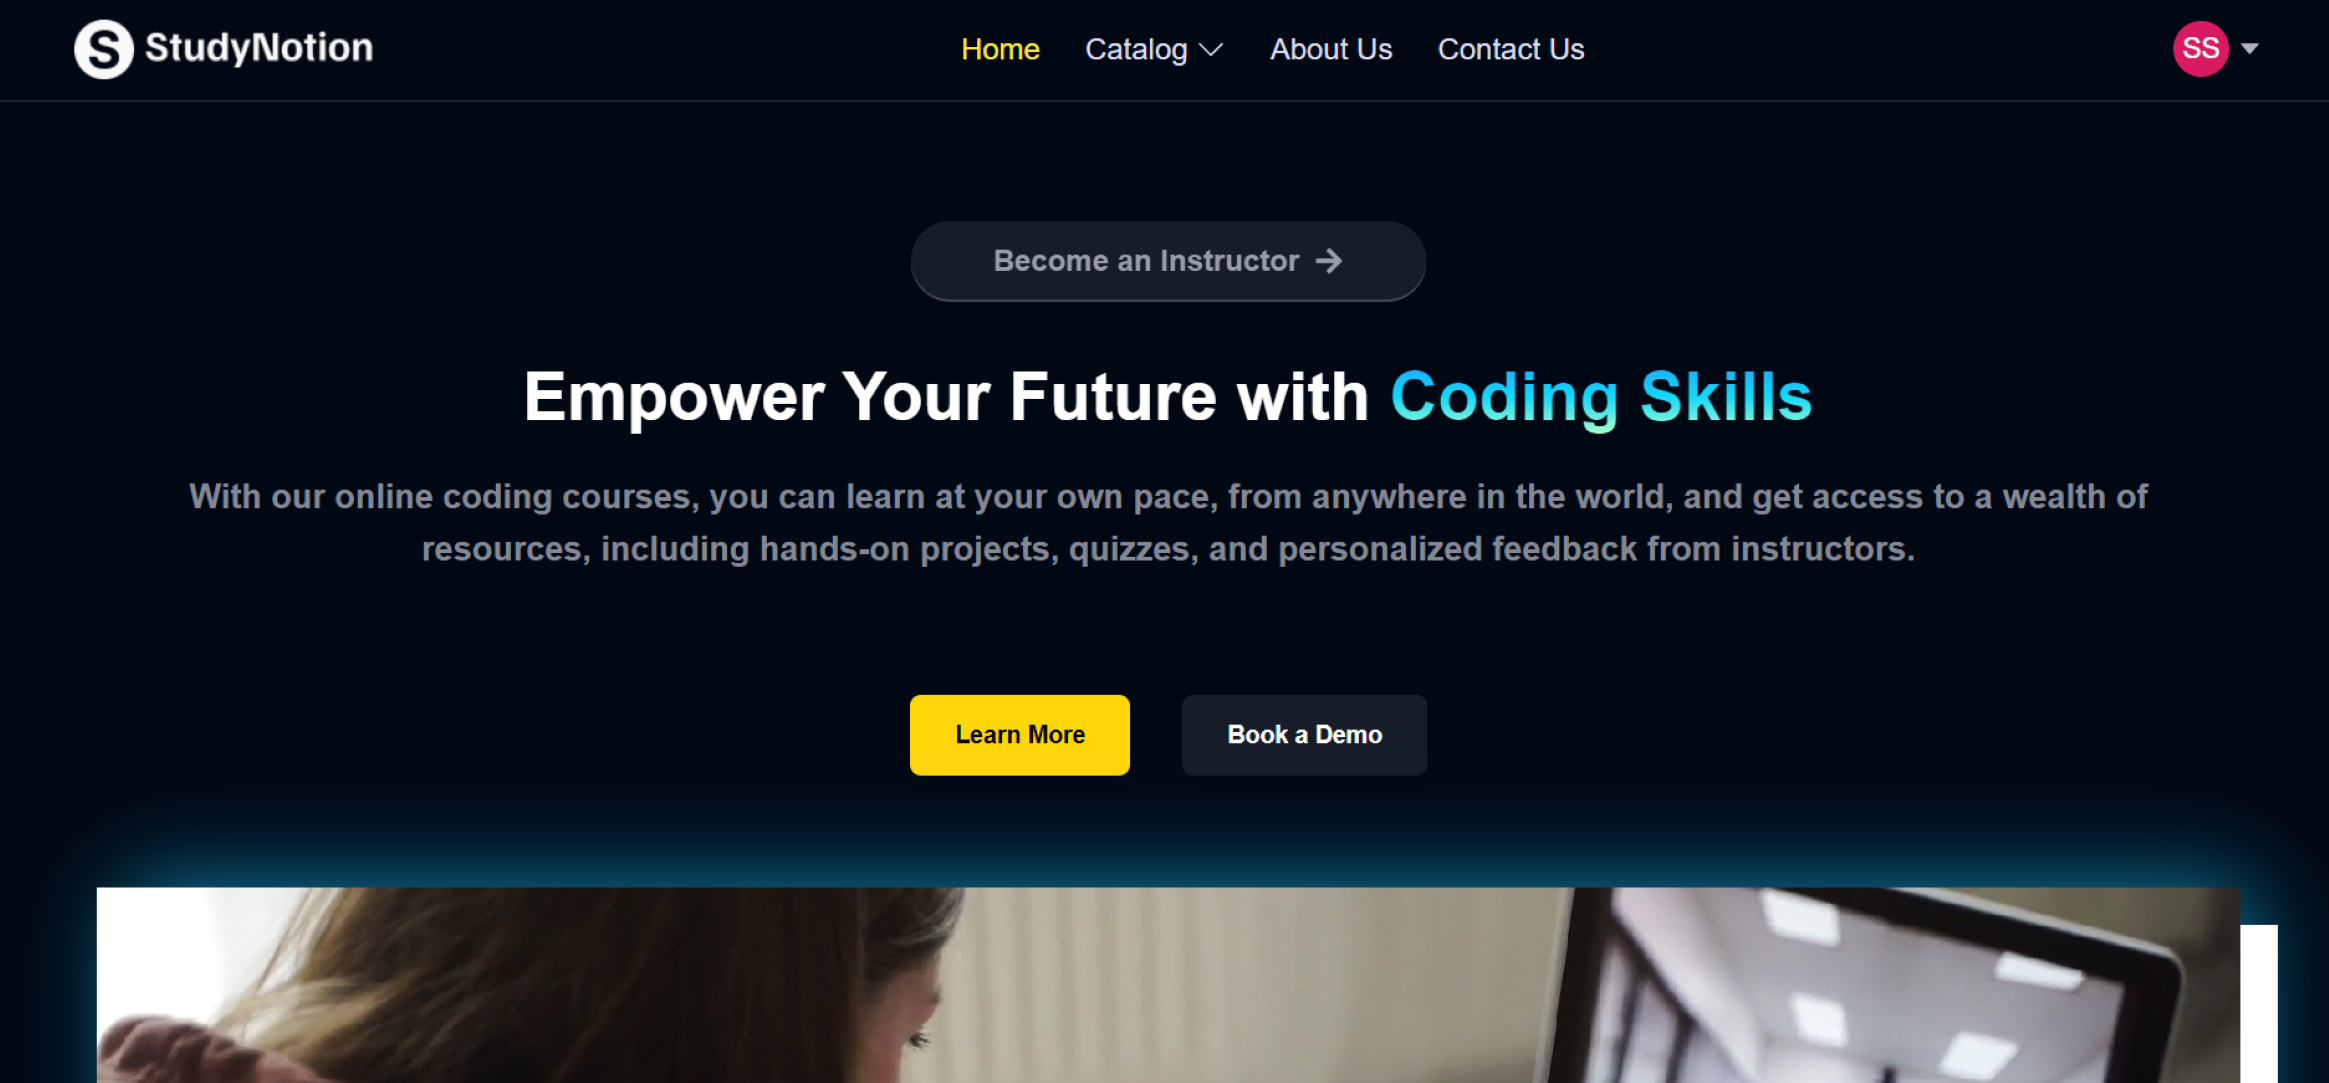 S StudyNotion
Home Catalog About Us Contact Us
SS
Become an Instructor
Empower Your Future with Coding Skills
With our online coding courses, you can learn at your own pace, from anywhere in the world, and get access to a wealth of
resources, including hands-on projects, quizzes, and personalized feedback from instructors.
Learn More
Book a Demo